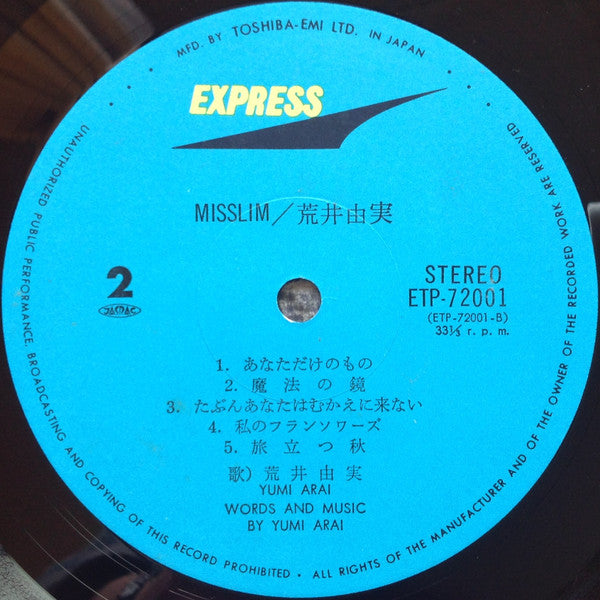 MFD. BY TOSHIBA-EMI LTD. IN JAPAN
EXPRESS
MISSLIM/荒井由実
2
JASRAC
STEREO
ETP-72001
(ETP-72001-B)
33⅓ r. p. m.
1. あなただけのもの
2. 魔法の鏡
3. たぶんあなたはむかえに来ない
4. 私のフランソワーズ
5. 旅立つ秋
歌) 荒井由実
YUMI ARAI
WORDS AND MUSIC
BY YUMI ARAI
UNAUTHORIZED PUBLIC PERFORMANCE, BROADCASTING AND COPYING OF THIS RECORD PROHIBITED • ALL RIGHTS OF THE MANUFACTURER AND OF THE OWNER OF THE RECORDED WORK ARE RESERVED